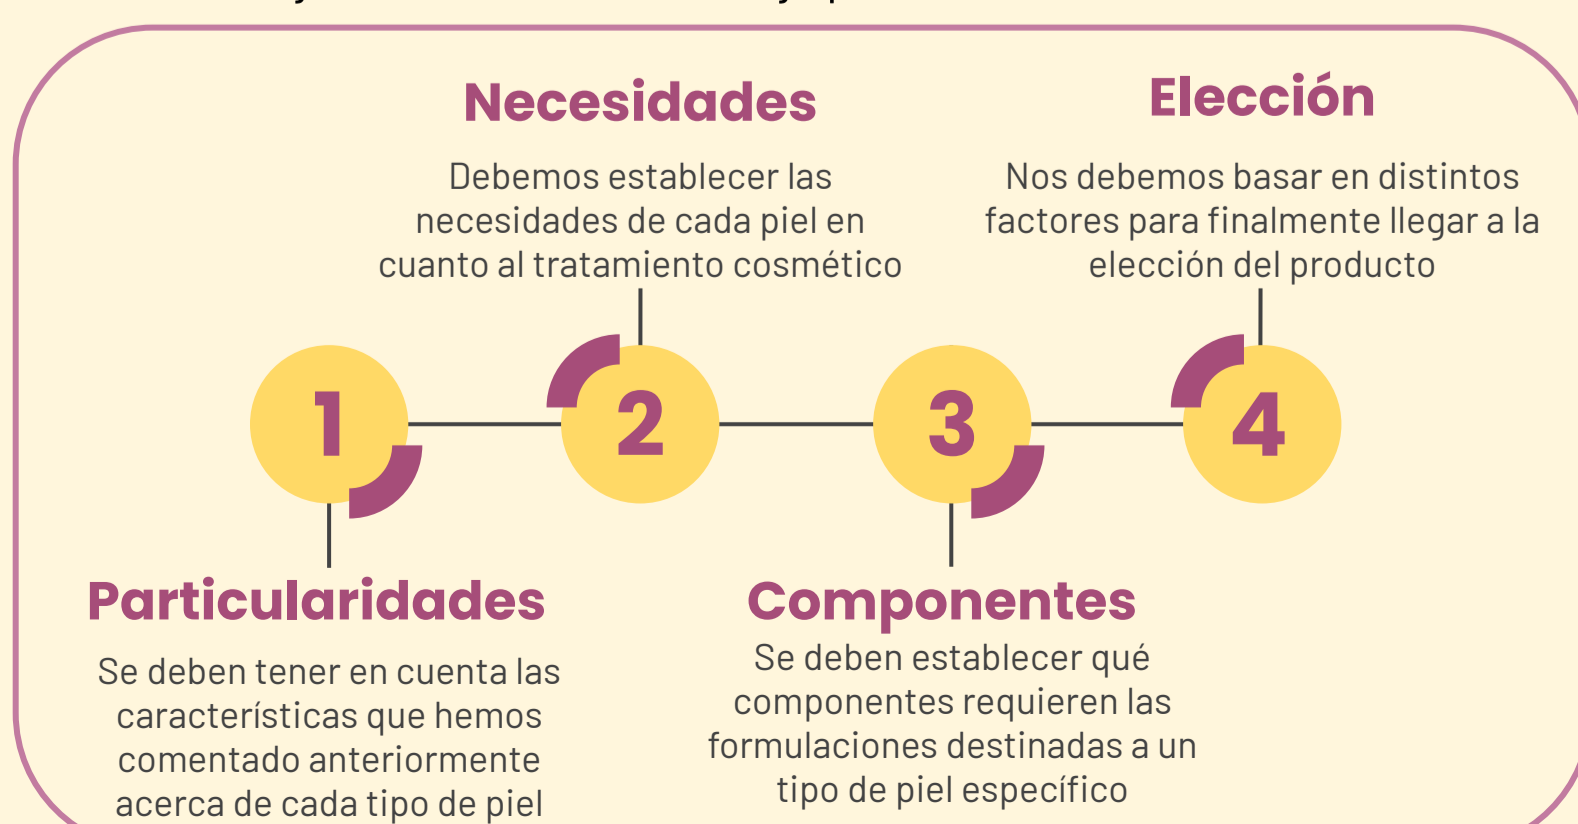 Necesidades
Debemos establecer las
necesidades de cada piel en
cuanto al tratamiento cosmético
Elección
Nos debemos basar en distintos
factores para finalmente llegar a la
elección del producto
1
2
3
4
Particularidades
Se deben tener en cuenta las
características que hemos
comentado anteriormente
acerca de cada tipo de piel
Componentes
Se deben establecer qué
componentes requieren las
formulaciones destinadas a un
tipo de piel específico